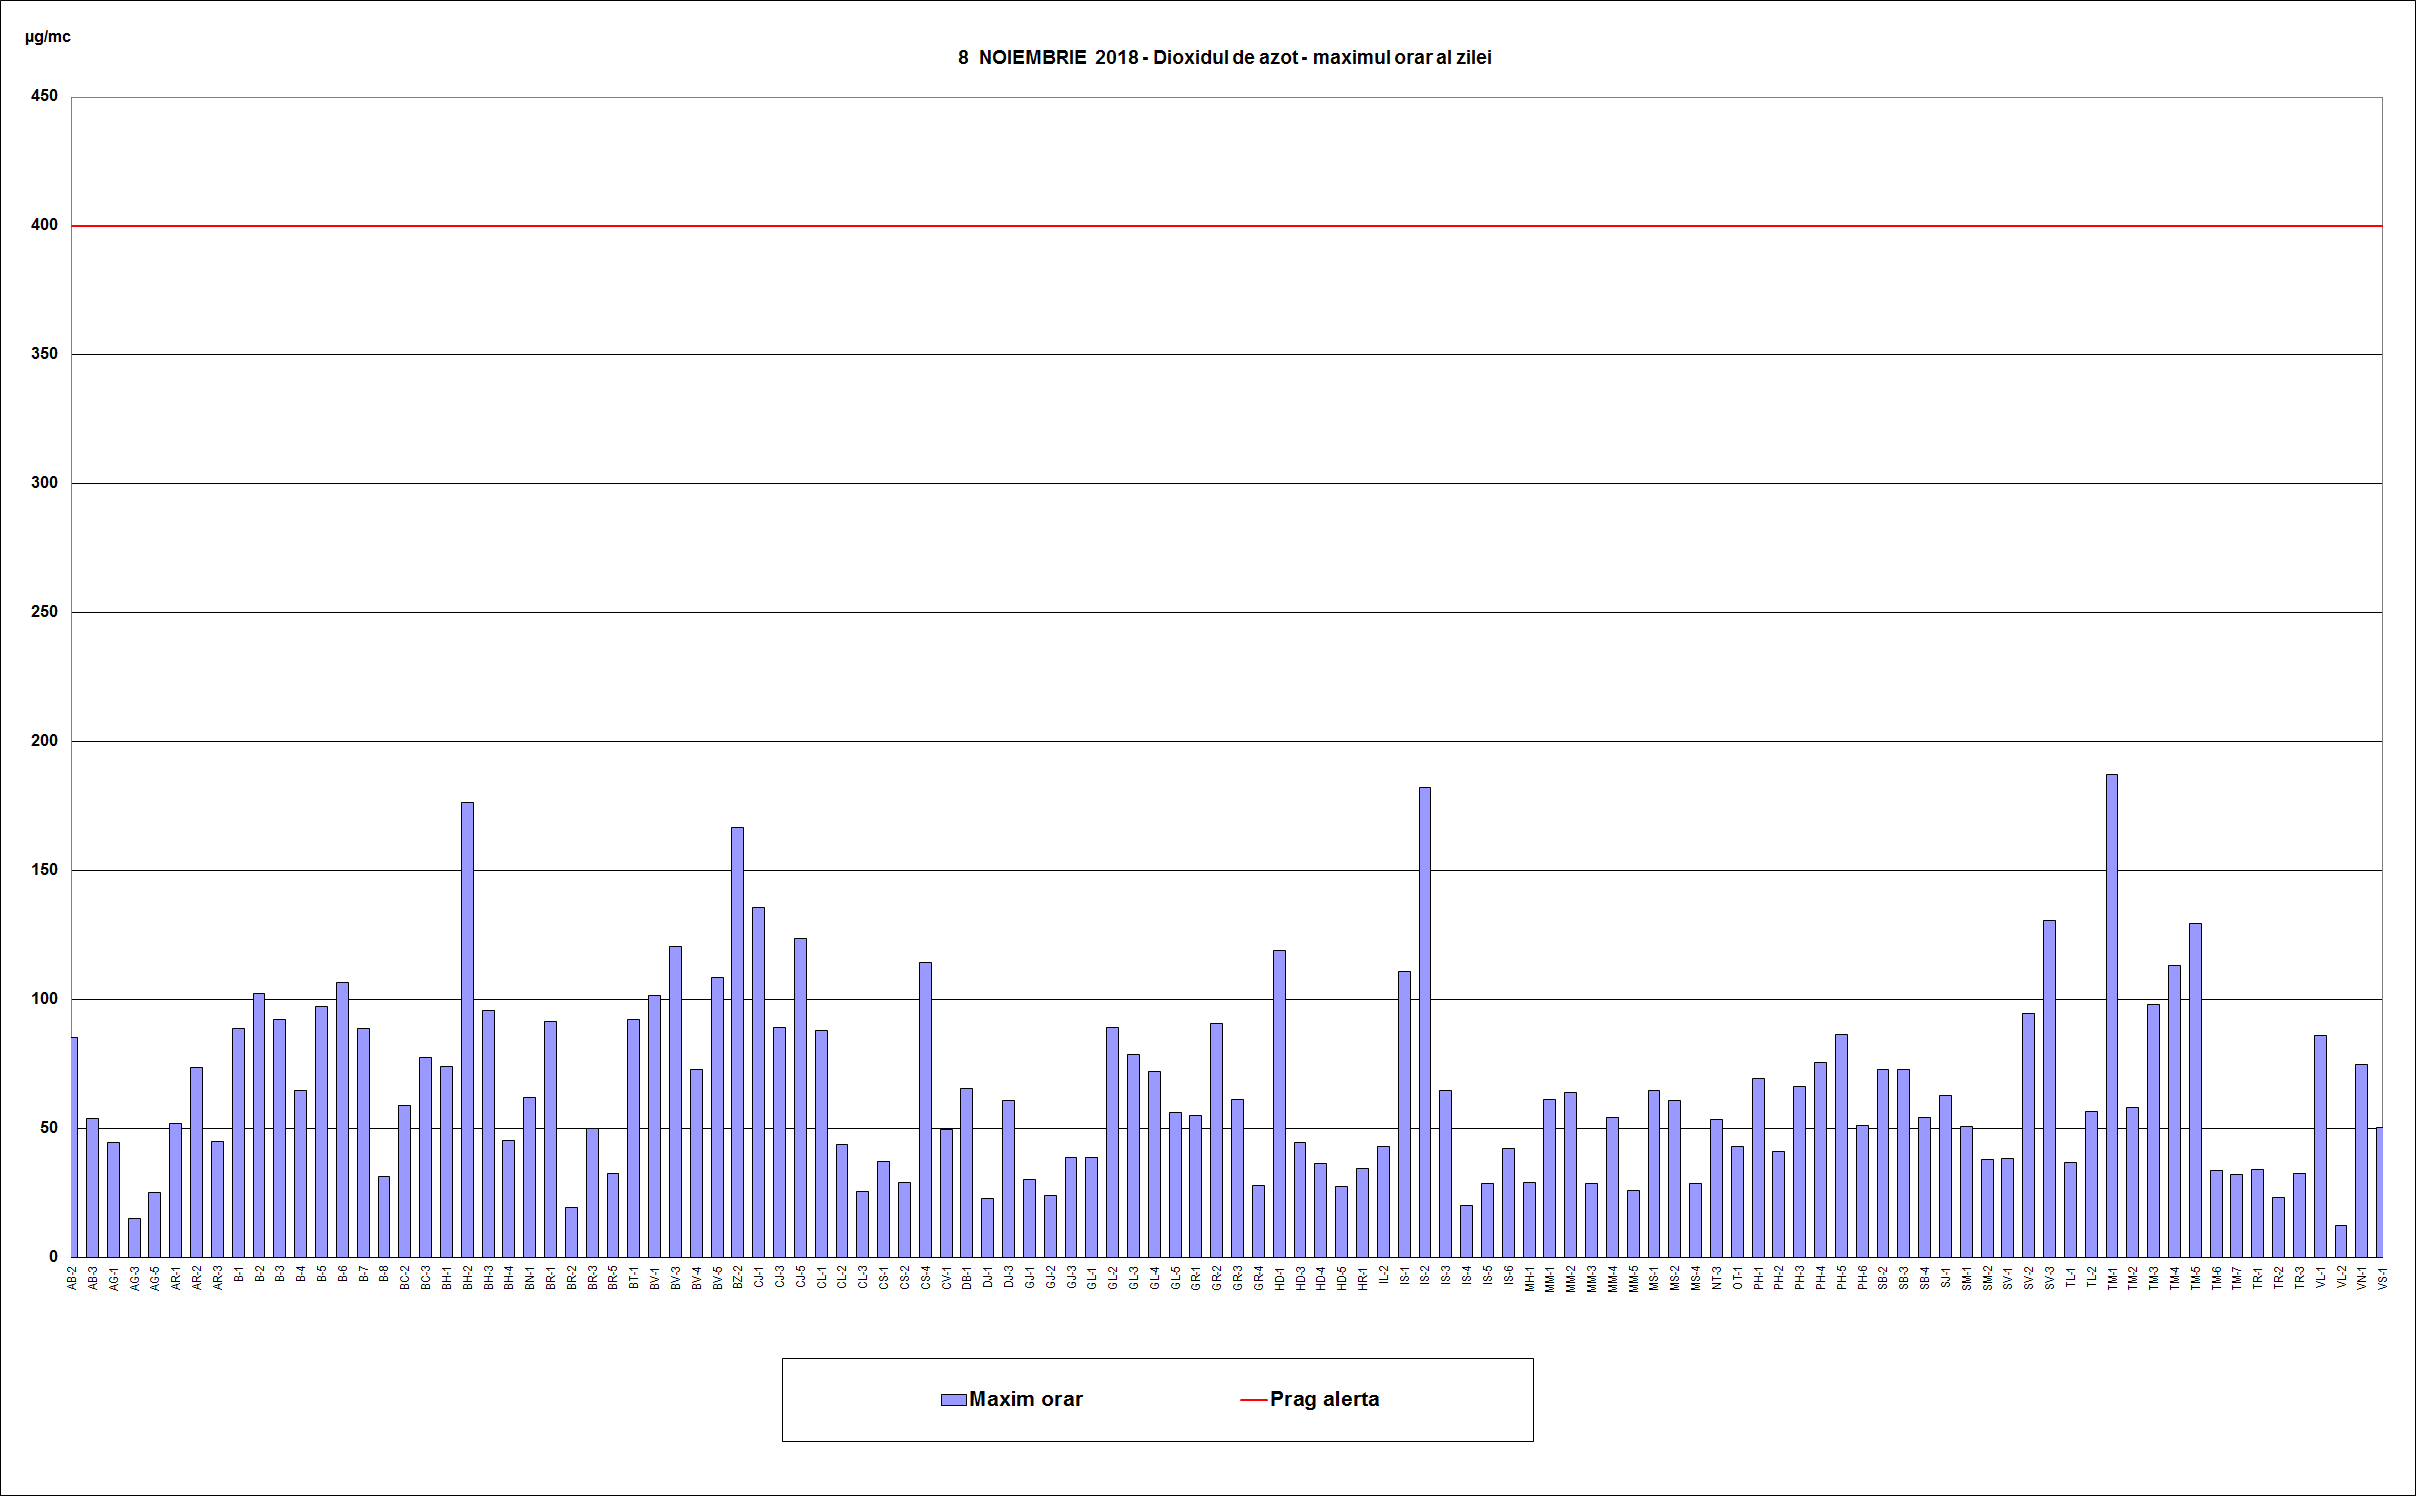 µg/mc
8 NOIEMBRIE 2018 - Dioxidul de azot - maximul orar al zilei
450
400
350
300
250
200
150
100
50
0
AB-2 AB-3 AG-1 AG-3 AG-5 AR-1 AR-2 AR-3 B-1 B-2 B-3 B-4 B-5 B-6 B-7 B-8 BC-2 BC-3 BH-1 BH-2 BH-3 BH-4 BN-1 BR-1 BR-2 BR-3 BR-5 BT-1 BV-1 BV-3 BV-4 BV-5 BZ-2 CJ-1 CJ-3 CJ-5 CL-1 CL-2 CL-3 CS-1 CS-2 CS-4 CV-1 DB-1 DJ-1 DJ-3 GJ-1 GJ-2 GJ-3 GL-1 GL-2 GL-3 GL-4 GL-5 GR-1 GR-2 GR-3 GR-4 HD-1 HD-3 HD-4 HD-5 HR-1 IL-2 IS-1 IS-2 IS-3 IS-4 IS-5 IS-6 MH-1 MM-1 MM-2 MM-3 MM-4 MM-5 MS-1 MS-2 MS-4 NT-3 OT-1 PH-1 PH-2 PH-3 PH-4 PH-5 PH-6 SB-2 SB-3 SB-4 SJ-1 SM-1 SM-2 SV-1 SV-2 SV-3 TL-1 TL-2 TM-1 TM-2 TM-3 TM-4 TM-5 TM-6 TM-7 TR-1 TR-2 TR-3 VL-1 VL-2 VN-1 VS-1
Maxim orar Prag alerta